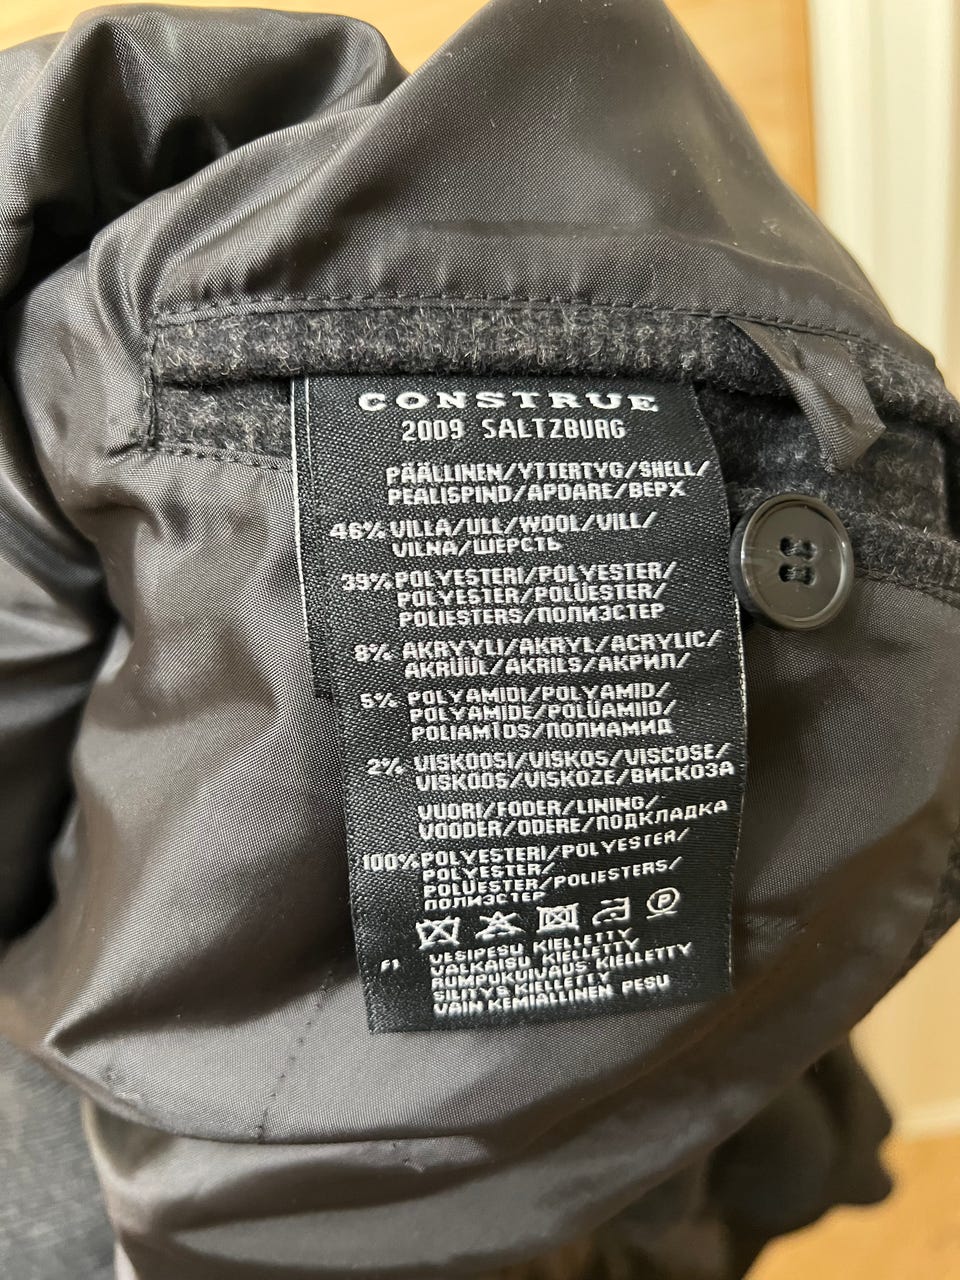 CONSTRUE
2009 SALTZBURG
PÄÄLLINEN/YTTERTYG/SHELL/
PEALISPIND/APDARE/ВЕРХ
46% VILLA/ULL/WOOL/VILL/
VILNA/ШЕРСТЬ
39% POLYESTERI/POLYESTER/
POLYESTER/POLÜESTER/
POLIESTERS/ПОЛИЭСТЕР
8% AKRYYLI/AKRYL/ACRYLIC/
AKRÜÜL/AKRILS/АКРИЛ/
5% POLYAMIDI/POLYAMID/
POLYAMIDE/POLÜAMIID/
POLIAMIDS/ПОЛИАМИД
2% VISKOOSI/VISKOS/VISCOSE/
VISKOOS/VISKOZE/ВИСКОЗА
VUORI/FODER/LINING/
VOODER/ODERE/ПОДКЛАДКА
100% POLYESTERI/POLYESTER/
POLYESTER/
POLÜESTER/POLIESTERS/
ПОЛИЭСТЕР
P
VESIPESU KIELLETTY
VALKAISU KIELLETTY
RUMPUKUIVAUS KIELLETTY
SILITYS KIELLETTY
VAIN KEMIALLINEN PESU